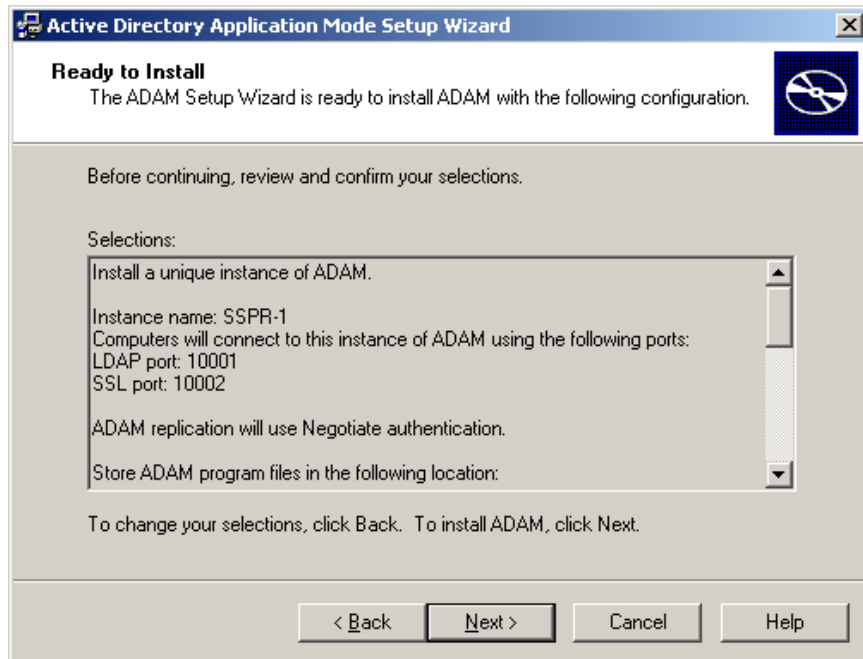 Active Directory Application Mode Setup Wizard
Ready to Install
The ADAM Setup Wizard is ready to install ADAM with the following configuration.
Before continuing, review and confirm your selections.
Selections:
Install a unique instance of ADAM.
Instance name: SSPR-1
Computers will connect to this instance of ADAM using the following ports:
LDAP port: 10001
SSL port: 10002
ADAM replication will use Negotiate authentication.
Store ADAM program files in the following location:
To change your selections, click Back.  To install ADAM, click Next.
< Back Next > Cancel Help